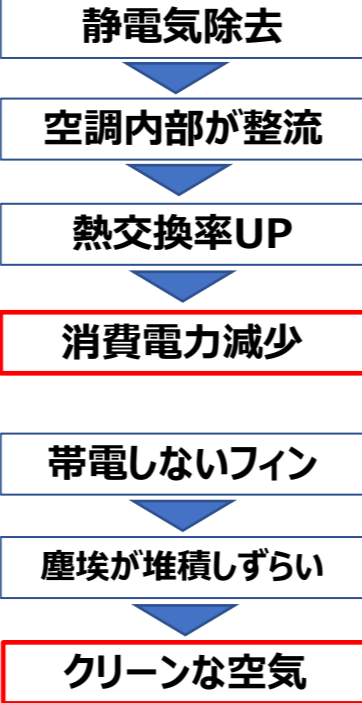 静電気除去
空調内部が整流
熱交換率UP
消費電力減少
帯電しないフィン
塵埃が堆積しずらい
クリーンな空気